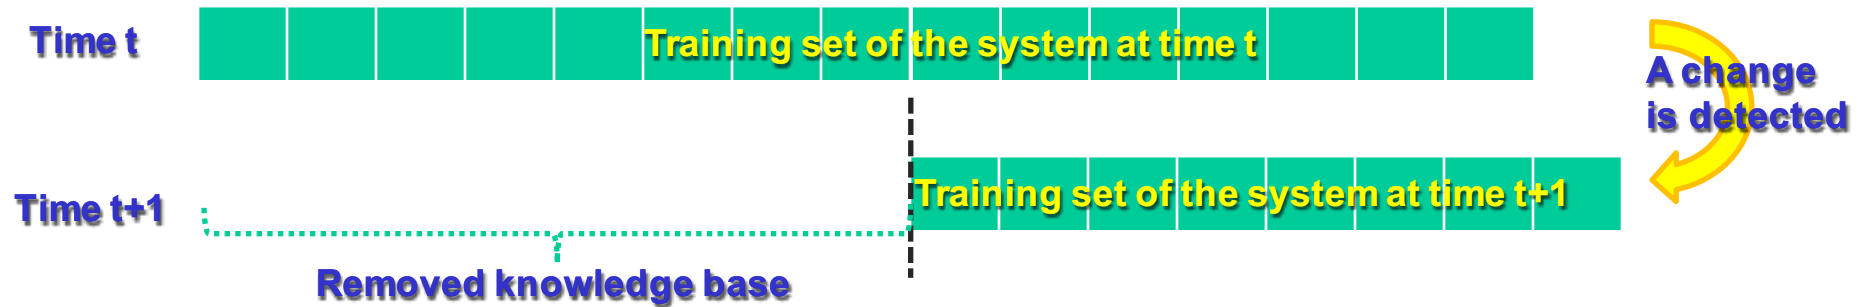 Time t
Training set of the system at time t
A change
is detected
Time t+1
Training set of the system at time t+1
Removed knowledge base